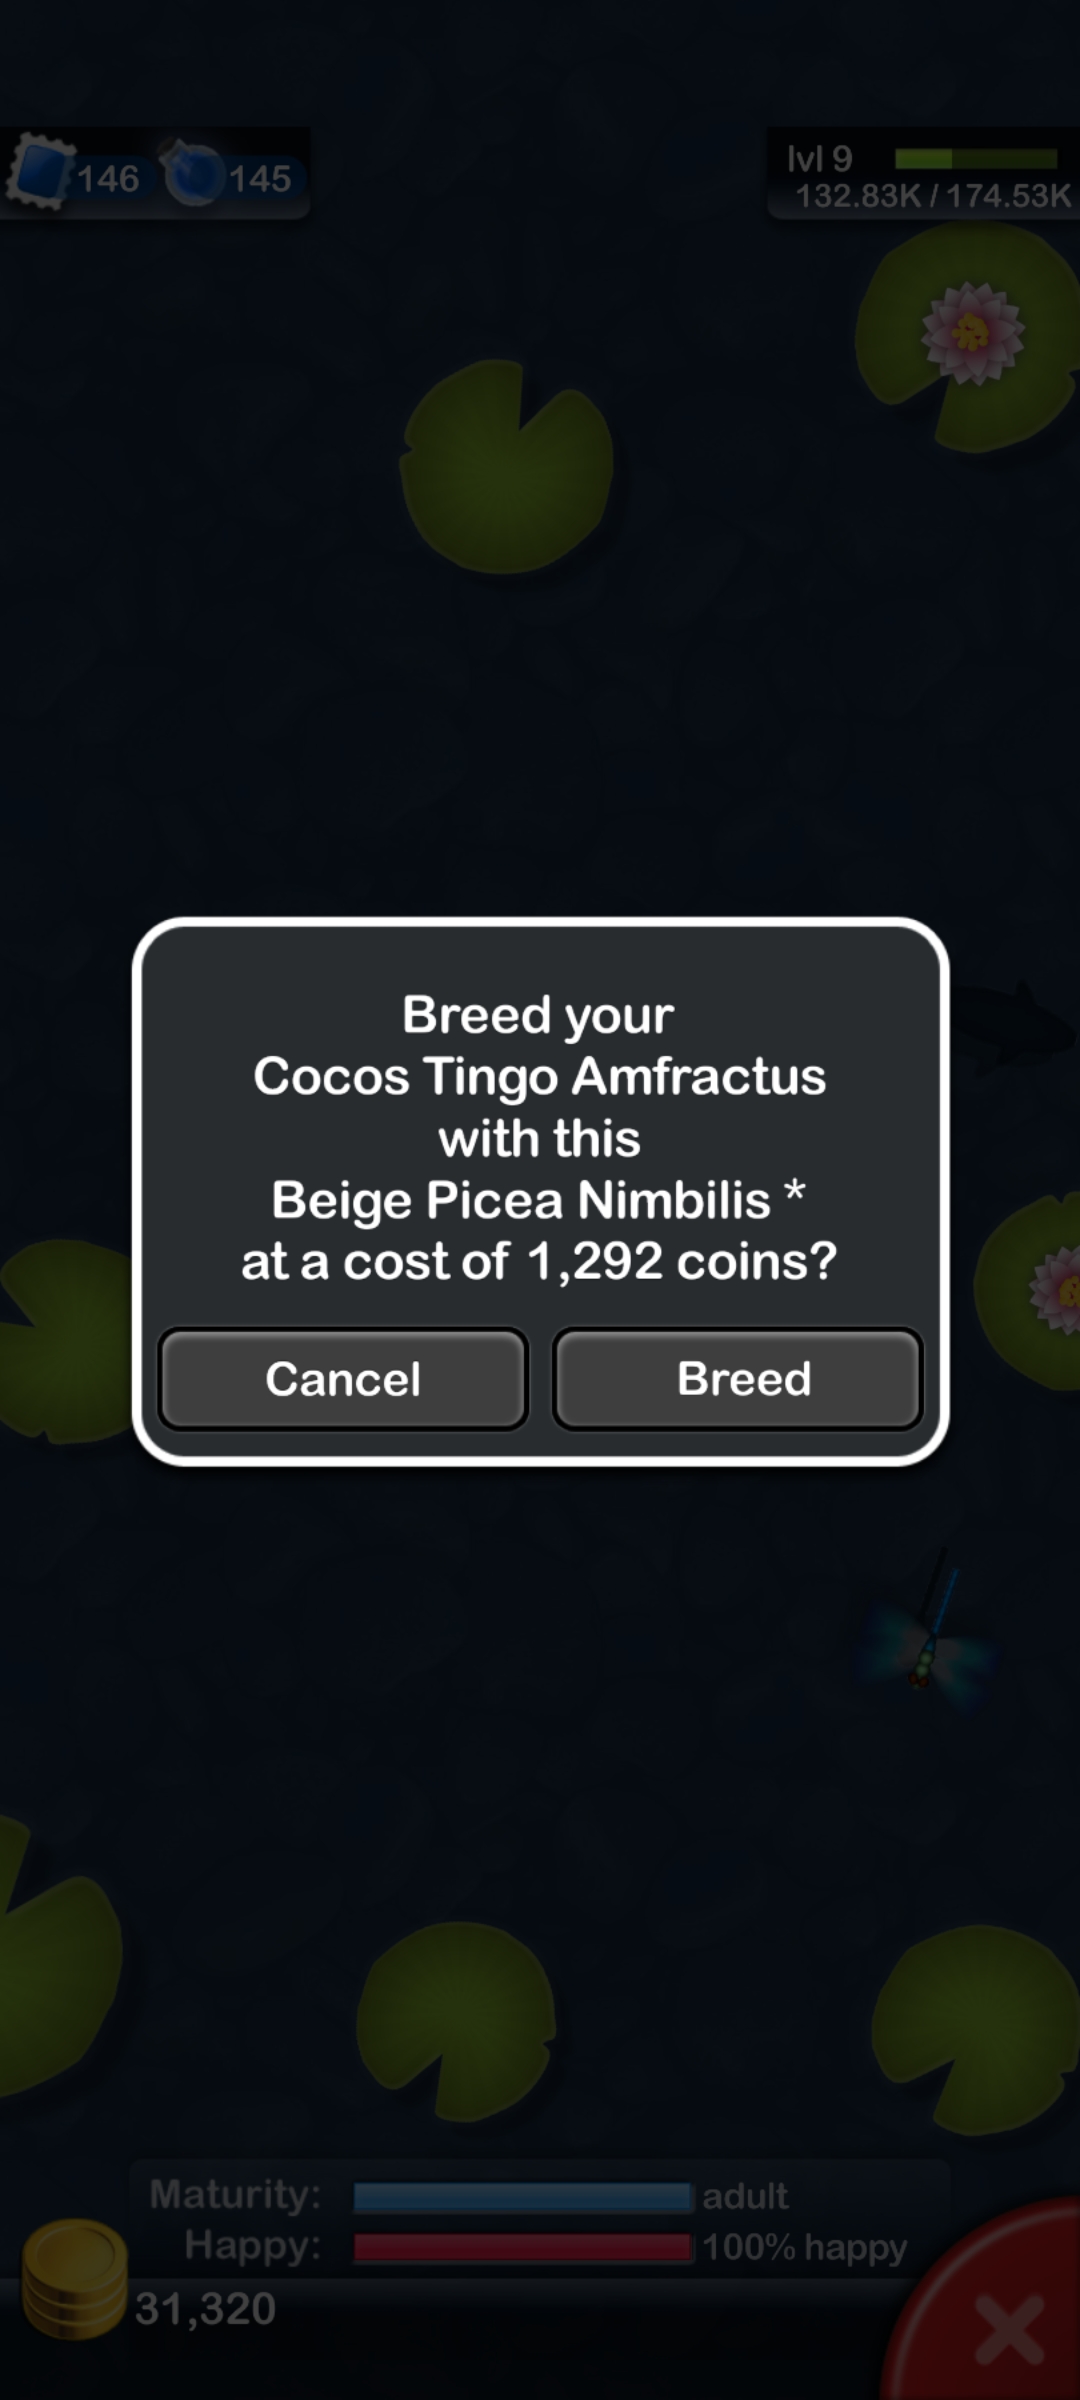 146 145
lvl 9
132.83K / 174.53K
Breed your
Cocos Tingo Amfractus
with this
Beige Picea Nimbilis *
at a cost of 1,292 coins?
Cancel Breed
Maturity: adult
Happy: 100% happy
31,320